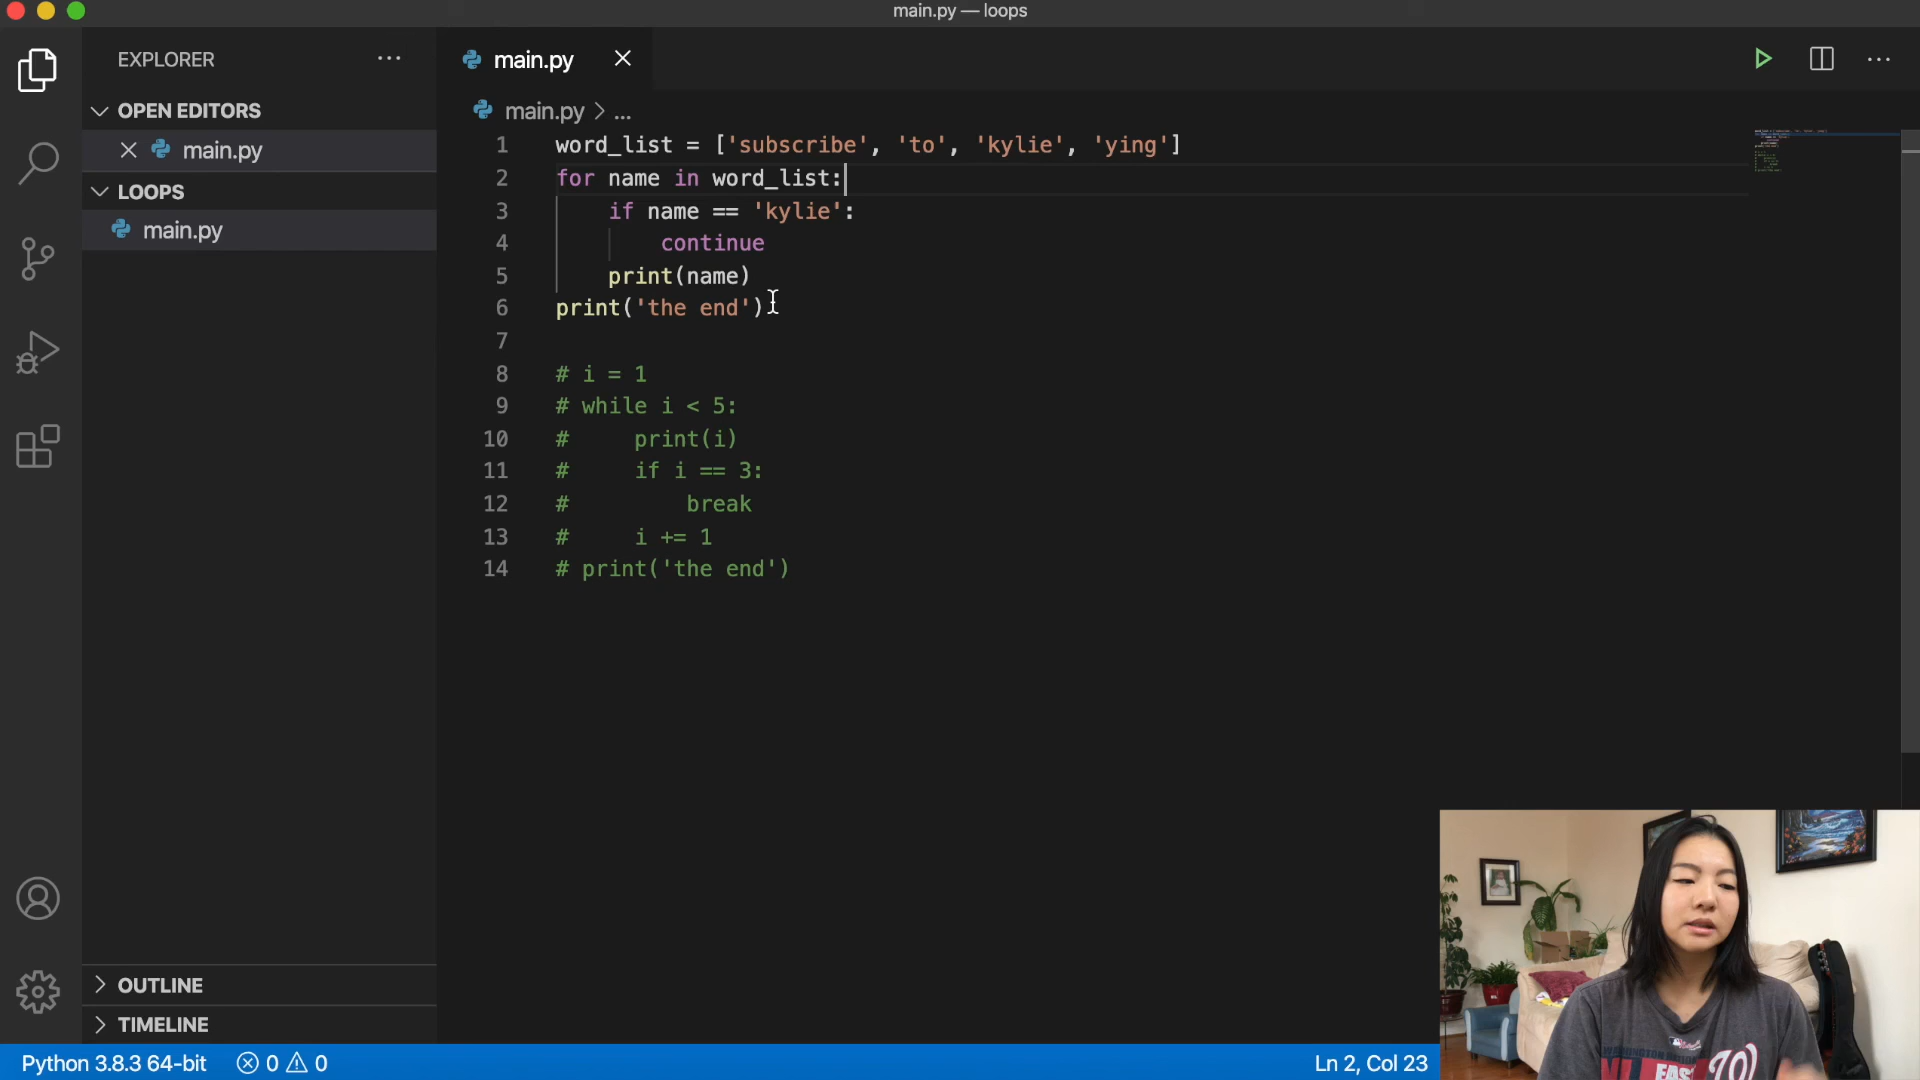 main.py — loops
EXPLORER
main.py
OPEN EDITORS
main.py
LOOPS
main.py
OUTLINE
TIMELINE
main.py > ...
1 word_list = ['subscribe', 'to', 'kylie', 'ying']
2 for name in word_list:
3 if name == 'kylie':
4 continue
5 print(name)
6 print('the end')
7
8 # i = 1
9 # while i < 5:
10 # print(i)
11 # if i == 3:
12 # break
13 # i += 1
14 # print('the end')
Python 3.8.3 64-bit 0 0
Ln 2, Col 23